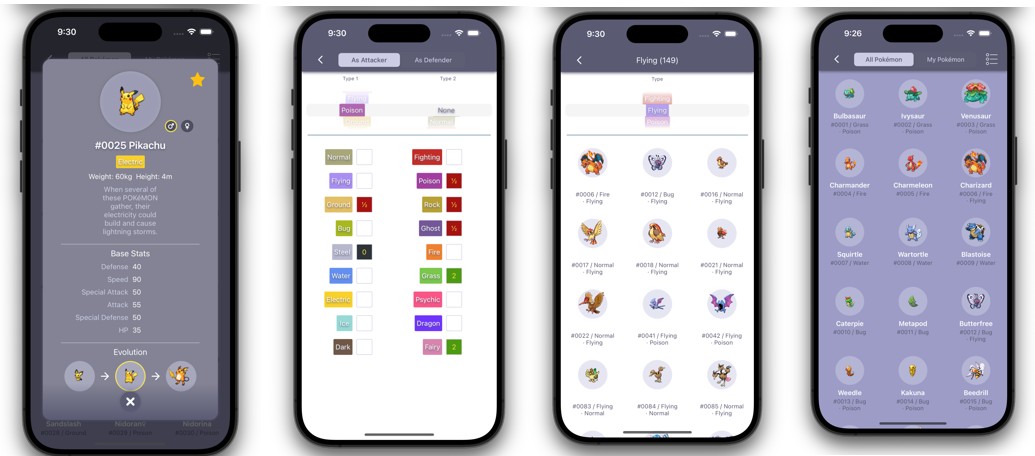 9:30
#0025 Pikachu
Electric
Weight: 60kg Height: 4m
When several of
these POKéMON
gather, their
electricity could
build and cause
lightning storms.
Base Stats
Defense 40
Speed 90
Special Attack 50
Attack 55
Special Defense 50
HP 35
Evolution
Sandslash Nidoran♀ Nidorina
9:30
As Attacker As Defender
Type 1 Type 2
Poison None
Normal Fighting
Flying Poison ½
Ground ½ Rock ½
Bug Ghost ½
Steel 0 Fire
Water Grass 2
Electric Psychic
Ice Dragon
Dark Fairy 2
9:30
Flying (149)
Type
Fighting
Flying
Poison
#0006 / Fire · Flying
#0012 / Bug · Flying
#0016 / Normal · Flying
#0017 / Normal · Flying
#0018 / Normal · Flying
#0021 / Normal · Flying
#0022 / Normal · Flying
#0041 / Flying · Poison
#0042 / Flying · Poison
#0083 / Flying · Normal
#0084 / Flying · Normal
#0085 / Normal · Flying
9:26
All Pokémon My Pokémon
Bulbasaur
#0001 / Grass · Poison
Ivysaur
#0002 / Grass · Poison
Venusaur
#0003 / Grass · Poison
Charmander
#0004 / Fire
Charmeleon
#0005 / Fire
Charizard
#0006 / Fire · Flying
Squirtle
#0007 / Water
Wartortle
#0008 / Water
Blastoise
#0009 / Water
Caterpie
#0010 / Bug
Metapod
#0011 / Bug
Butterfree
#0012 / Bug · Flying
Weedle
#0013 / Bug · Poison
Kakuna
#0014 / Bug · Poison
Beedrill
#0015 / Bug · Poison